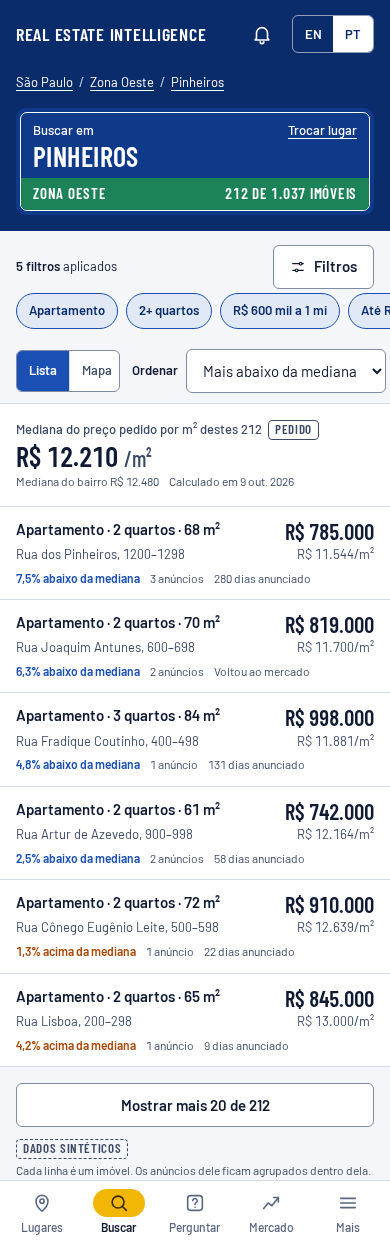 REAL ESTATE INTELLIGENCE
EN PT
São Paulo / Zona Oeste / Pinheiros
Buscar em Trocar lugar
PINHEIROS
ZONA OESTE 212 DE 1.037 IMÓVEIS
5 filtros aplicados Filtros
Apartamento 2+ quartos R$ 600 mil a 1 mi Até R
Lista Mapa Ordenar Mais abaixo da mediana
Mediana do preço pedido por m² destes 212 PEDIDO
R$ 12.210 /m²
Mediana do bairro R$ 12.480 Calculado em 9 out. 2026
Apartamento · 2 quartos · 68 m² R$ 785.000
Rua dos Pinheiros, 1200–1298 R$ 11.544/m²
7,5% abaixo da mediana 3 anúncios 280 dias anunciado
Apartamento · 2 quartos · 70 m² R$ 819.000
Rua Joaquim Antunes, 600–698 R$ 11.700/m²
6,3% abaixo da mediana 2 anúncios Voltou ao mercado
Apartamento · 3 quartos · 84 m² R$ 998.000
Rua Fradique Coutinho, 400–498 R$ 11.881/m²
4,8% abaixo da mediana 1 anúncio 131 dias anunciado
Apartamento · 2 quartos · 61 m² R$ 742.000
Rua Artur de Azevedo, 900–998 R$ 12.164/m²
2,5% abaixo da mediana 2 anúncios 58 dias anunciado
Apartamento · 2 quartos · 72 m² R$ 910.000
Rua Cônego Eugênio Leite, 500–598 R$ 12.639/m²
1,3% acima da mediana 1 anúncio 22 dias anunciado
Apartamento · 2 quartos · 65 m² R$ 845.000
Rua Lisboa, 200–298 R$ 13.000/m²
4,2% acima da mediana 1 anúncio 9 dias anunciado
Mostrar mais 20 de 212
DADOS SINTÉTICOS
Cada linha é um imóvel. Os anúncios dele ficam agrupados dentro dela.
Lugares Buscar Perguntar Mercado Mais